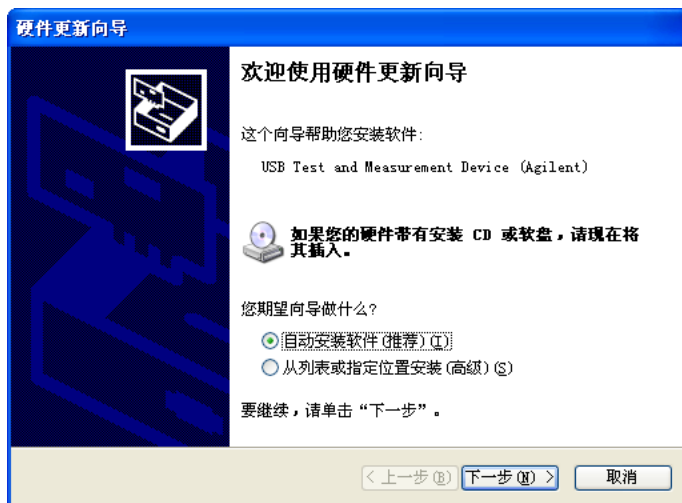 硬件更新向导
欢迎使用硬件更新向导
这个向导帮助您安装软件:
USB Test and Measurement Device (Agilent)
如果您的硬件带有安装 CD 或软盘，请现在将
其插入。
您期望向导做什么?
自动安装软件(推荐)(I)
从列表或指定位置安装(高级)(S)
要继续，请单击“下一步”。
< 上一步(B) 下一步(N) > 取消